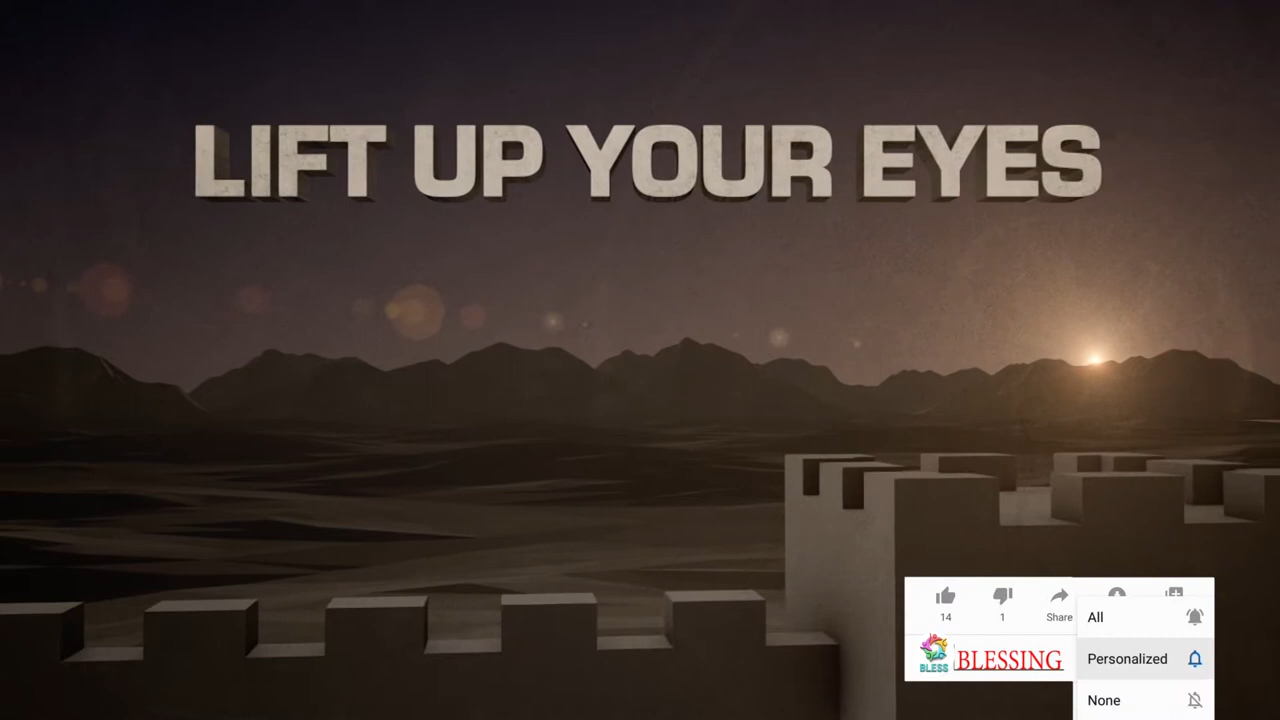 LIFT UP YOUR EYES
14
1
Share
All
BLESS
BLESSING
Personalized
None